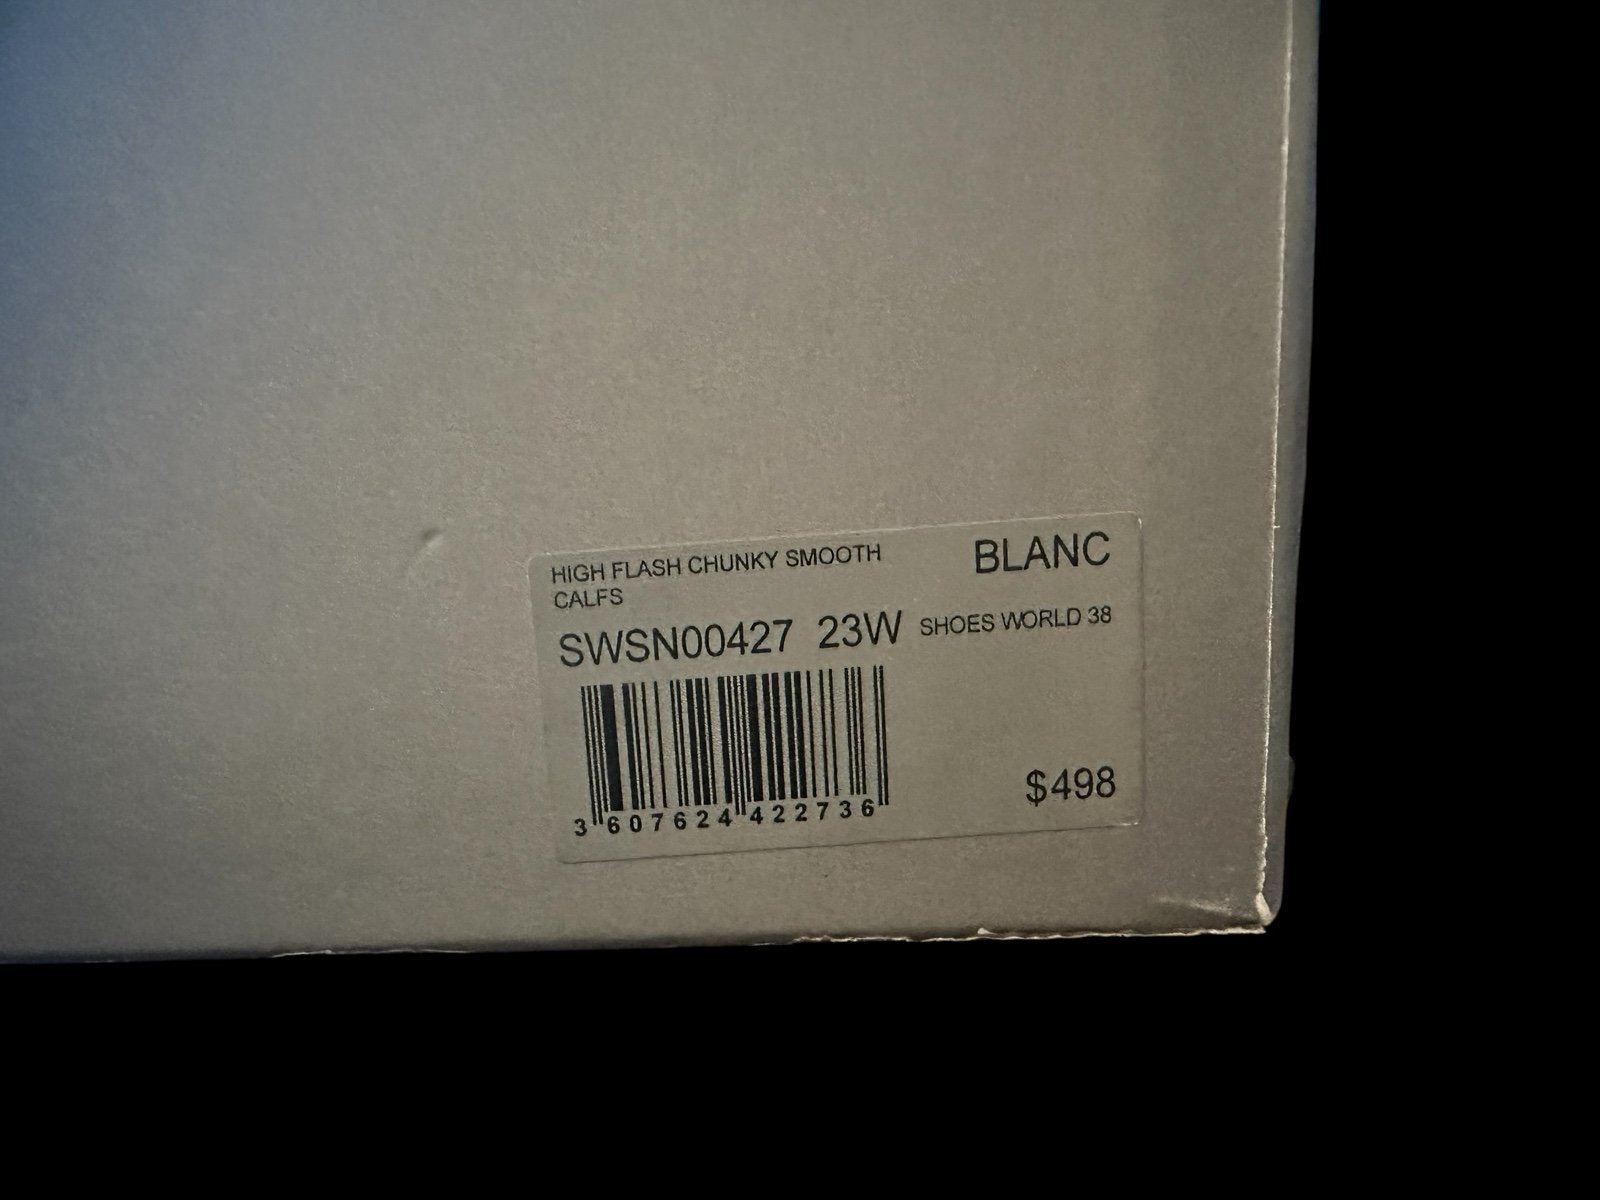 HIGH FLASH CHUNKY SMOOTH
CALFS
BLANC
SWSN00427 23W SHOES WORLD 38
3 607624 422736
$498